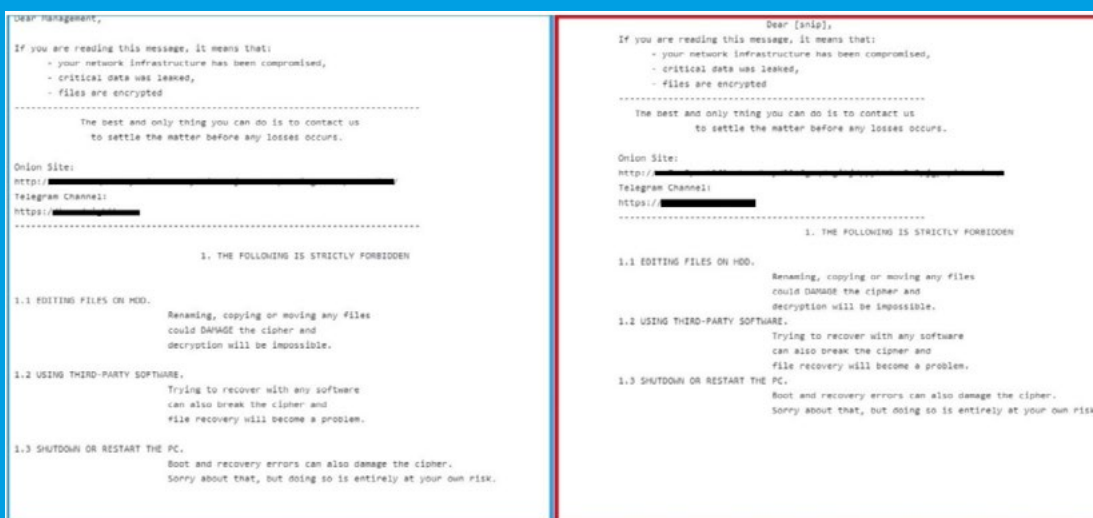 Dear Management,
If you are reading this message, it means that:
- your network infrastructure has been compromised,
- critical data was leaked,
- files are encrypted
--------------------------------------------------------------------
The best and only thing you can do is to contact us
to settle the matter before any losses occurs.
Onion Site:
http:/
Telegram Channel:
https:/
--------------------------------------------------------------------
1. THE FOLLOWING IS STRICTLY FORBIDDEN
1.1 EDITING FILES ON HDD.
Renaming, copying or moving any files
could DAMAGE the cipher and
decryption will be impossible.
1.2 USING THIRD-PARTY SOFTWARE.
Trying to recover with any software
can also break the cipher and
file recovery will become a problem.
1.3 SHUTDOWN OR RESTART THE PC.
Boot and recovery errors can also damage the cipher.
Sorry about that, but doing so is entirely at your own risk.
Dear [snip],
If you are reading this message, it means that:
- your network infrastructure has been compromised,
- critical data was leaked,
- files are encrypted
----------------------------------------------------
The best and only thing you can do is to contact us
to settle the matter before any losses occurs.
Onion Site:
http:/
Telegram Channel:
https://
----------------------------------------------------
1. THE FOLLOWING IS STRICTLY FORBIDDEN
1.1 EDITING FILES ON HDD.
Renaming, copying or moving any files
could DAMAGE the cipher and
decryption will be impossible.
1.2 USING THIRD-PARTY SOFTWARE.
Trying to recover with any software
can also break the cipher and
file recovery will become a problem.
1.3 SHUTDOWN OR RESTART THE PC.
Boot and recovery errors can also damage the cipher.
Sorry about that, but doing so is entirely at your own risk